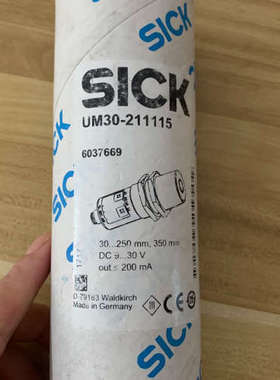 SICK
UM30-211115
6037669
30...250 mm, 350 mm
DC 9...30 V
out ≤ 200 mA
D-79183 Waldkirch
Made in Germany